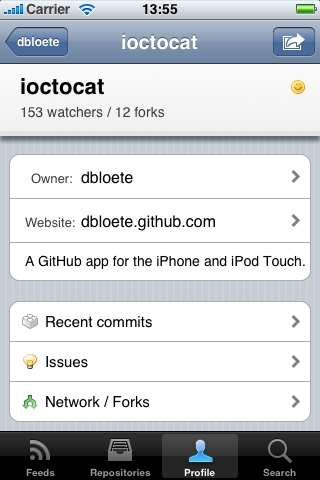 Carrier 13:55
dbloete ioctocat
ioctocat
153 watchers / 12 forks
Owner: dbloete
Website: dbloete.github.com
A GitHub app for the iPhone and iPod Touch.
Recent commits
Issues
Network / Forks
Feeds Repositories Profile Search